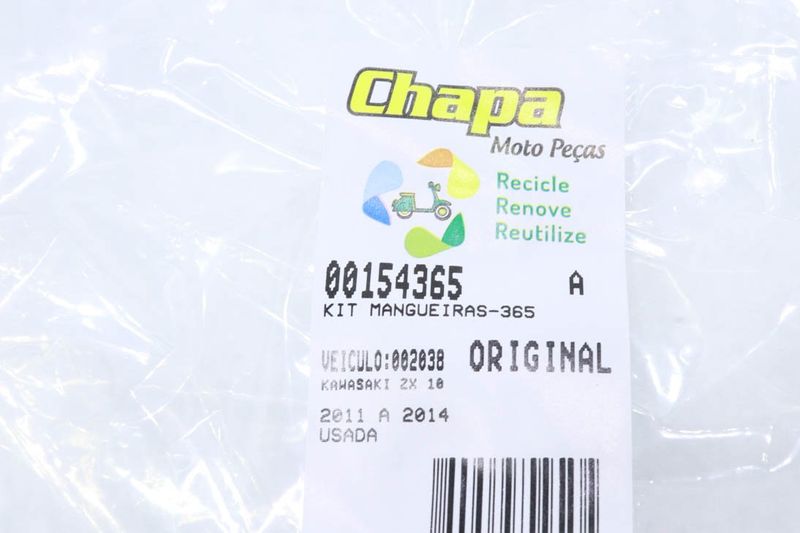 Chapa
Moto Peças
Recicle
Renove
Reutilize
00154365 A
KIT MANGUEIRAS-365
VEICULO:002038 ORIGINAL
KAWASAKI ZX 10
2011 A 2014
USADA